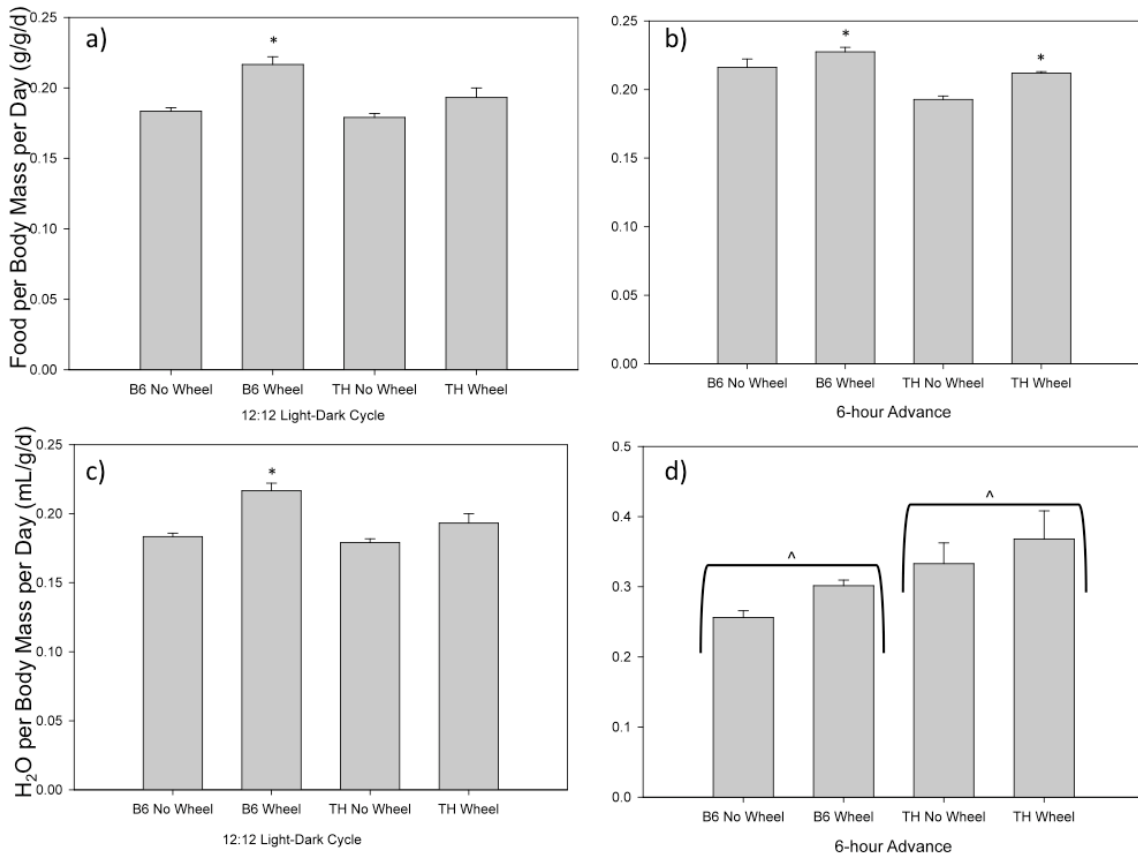 a)
*
Food per Body Mass per Day (g/g/d)
0.25
0.20
0.15
0.10
0.05
0.00
B6 No Wheel B6 Wheel TH No Wheel TH Wheel
12:12 Light-Dark Cycle
b)
* *
0.25
0.20
0.15
0.10
0.05
0.00
B6 No Wheel B6 Wheel TH No Wheel TH Wheel
6-hour Advance
c)
*
H₂O per Body Mass per Day (mL/g/d)
0.25
0.20
0.15
0.10
0.05
0.00
B6 No Wheel B6 Wheel TH No Wheel TH Wheel
12:12 Light-Dark Cycle
d)
^ ^
0.5
0.4
0.3
0.2
0.1
0.0
B6 No Wheel B6 Wheel TH No Wheel TH Wheel
6-hour Advance